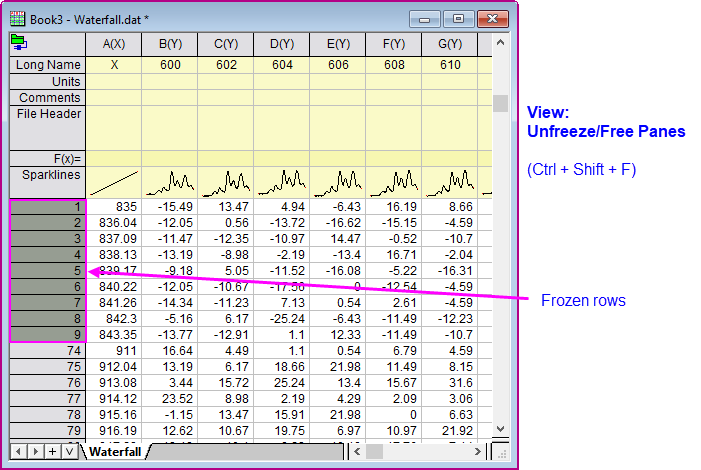 Book3 - Waterfall.dat *
A(X) B(Y) C(Y) D(Y) E(Y) F(Y) G(Y)
Long Name X 600 602 604 606 608 610
Units
Comments
File Header
F(x)=
Sparklines
1 835 -15.49 13.47 4.94 -6.43 16.19 8.66
2 836.04 -12.05 0.56 -13.72 -16.62 -15.15 -4.59
3 837.09 -11.47 -12.35 -10.97 14.47 -0.52 -10.7
4 838.13 -13.19 -8.98 -2.19 -13.4 16.71 -2.04
5 839.17 -9.18 5.05 -11.52 -16.08 -5.22 -16.31
6 840.22 -12.05 -10.67 -17.56 0 -12.54 -4.59
7 841.26 -14.34 -11.23 7.13 0.54 2.61 -4.59
8 842.3 -5.16 6.17 -25.24 -6.43 -11.49 -12.23
9 843.35 -13.77 -12.91 1.1 12.33 -11.49 -10.7
74 911 16.64 4.49 1.1 0.54 6.79 4.59
75 912.04 13.19 6.17 18.66 21.98 11.49 8.15
76 913.08 3.44 15.72 25.24 13.4 15.67 31.6
77 914.12 23.52 8.98 2.19 4.29 2.09 3.06
78 915.16 -1.15 13.47 15.91 21.98 0 6.63
79 916.19 12.62 10.67 19.75 6.97 10.97 21.92
Waterfall
View:
Unfreeze/Free Panes
(Ctrl + Shift + F)
Frozen rows